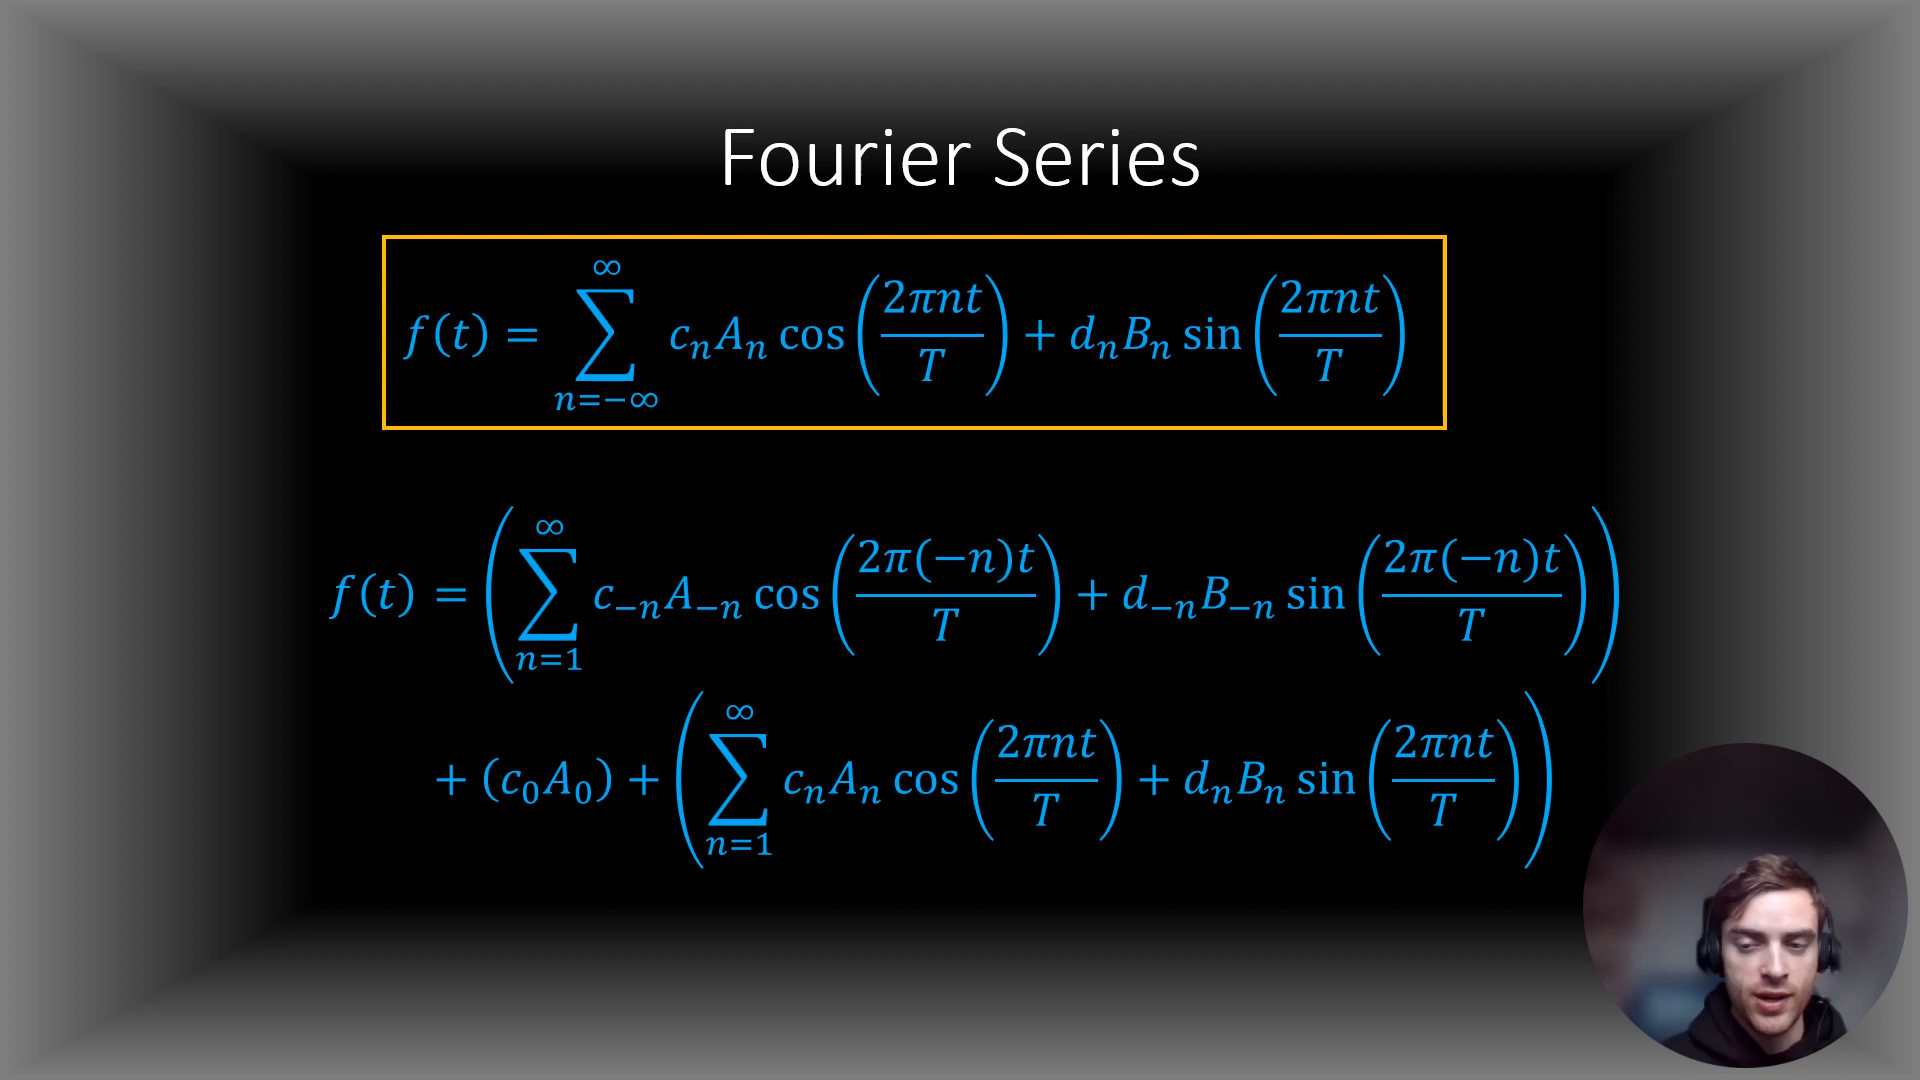 Fourier Series
f(t) = ∑_{n=−∞}^{∞} c_n A_n cos(2πnt/T) + d_n B_n sin(2πnt/T)
f(t) = (∑_{n=1}^{∞} c_{−n} A_{−n} cos(2π(−n)t/T) + d_{−n} B_{−n} sin(2π(−n)t/T))
+ (c_0 A_0) + (∑_{n=1}^{∞} c_n A_n cos(2πnt/T) + d_n B_n sin(2πnt/T))